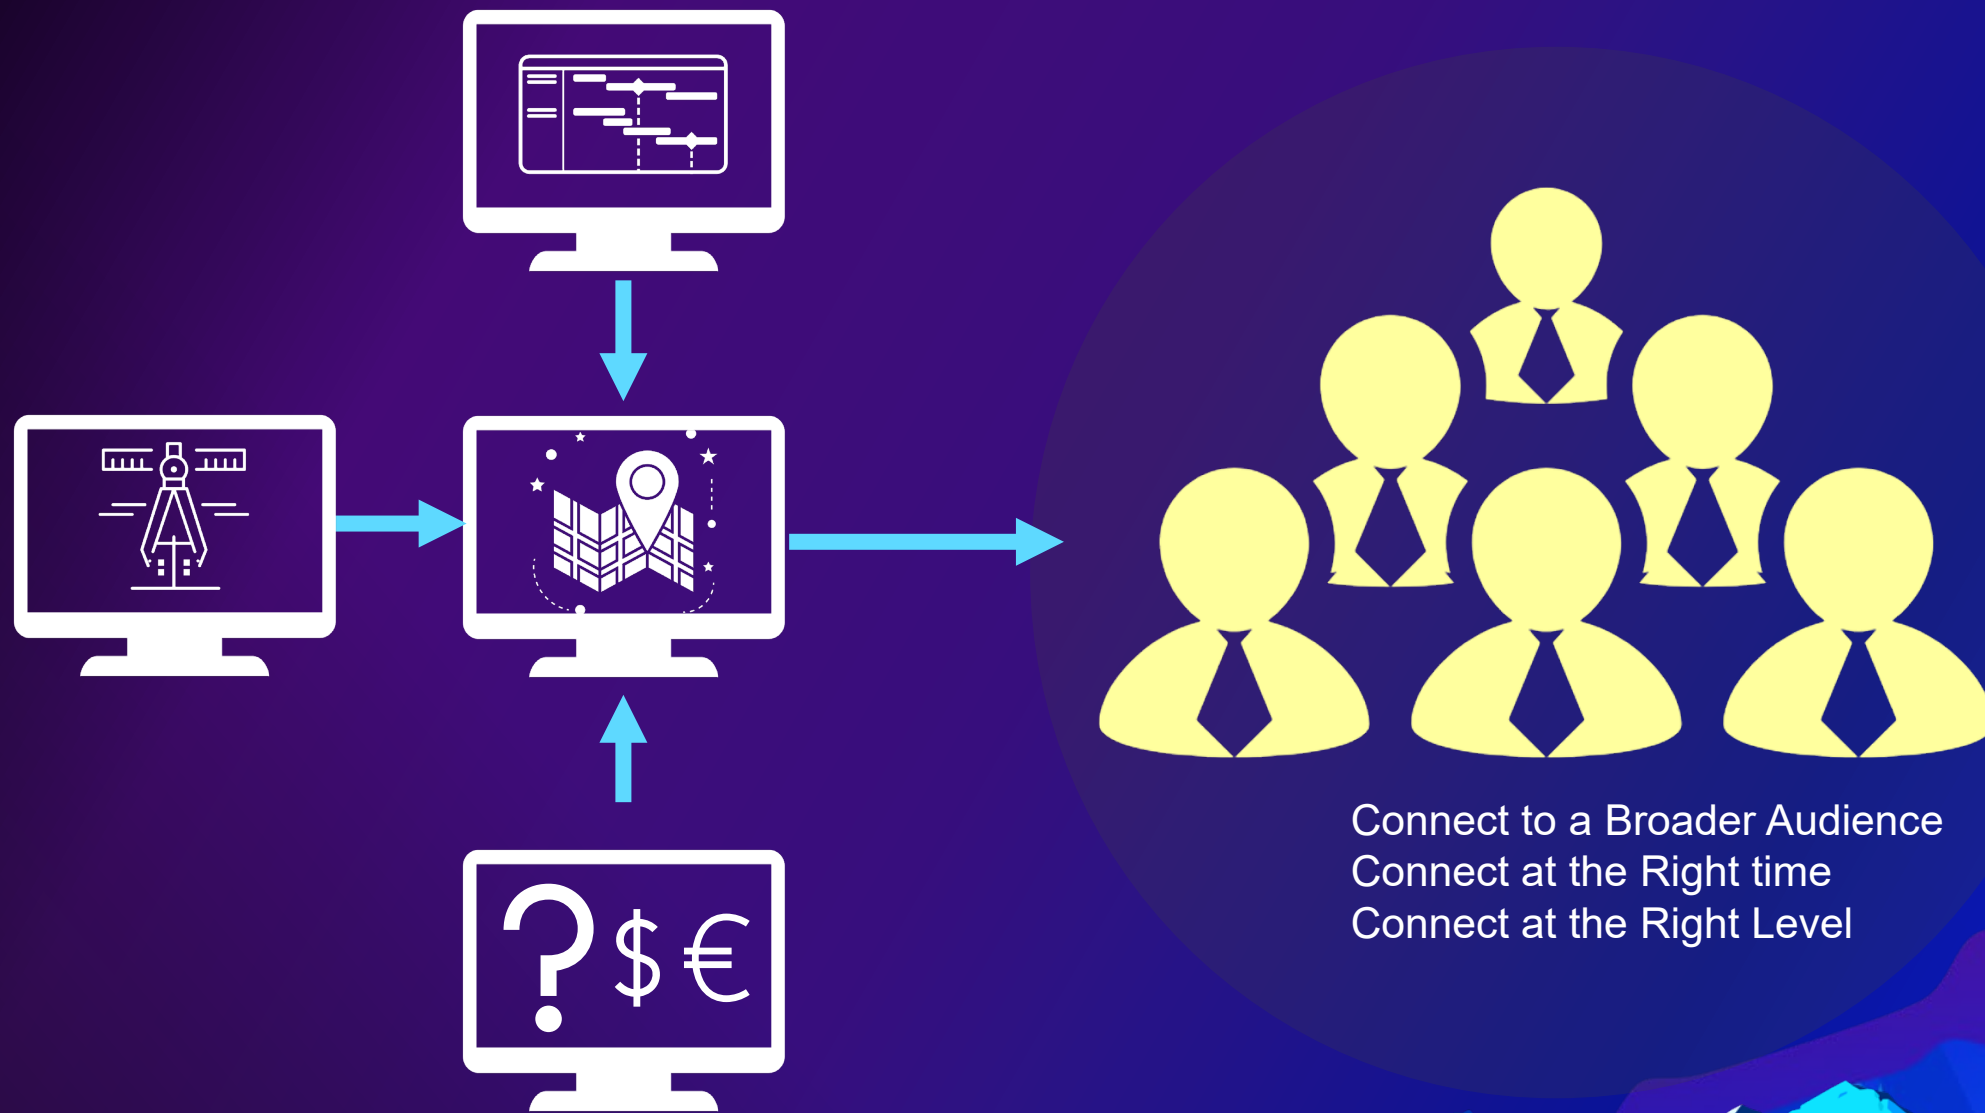 ? $ €
Connect to a Broader Audience
Connect at the Right time
Connect at the Right Level